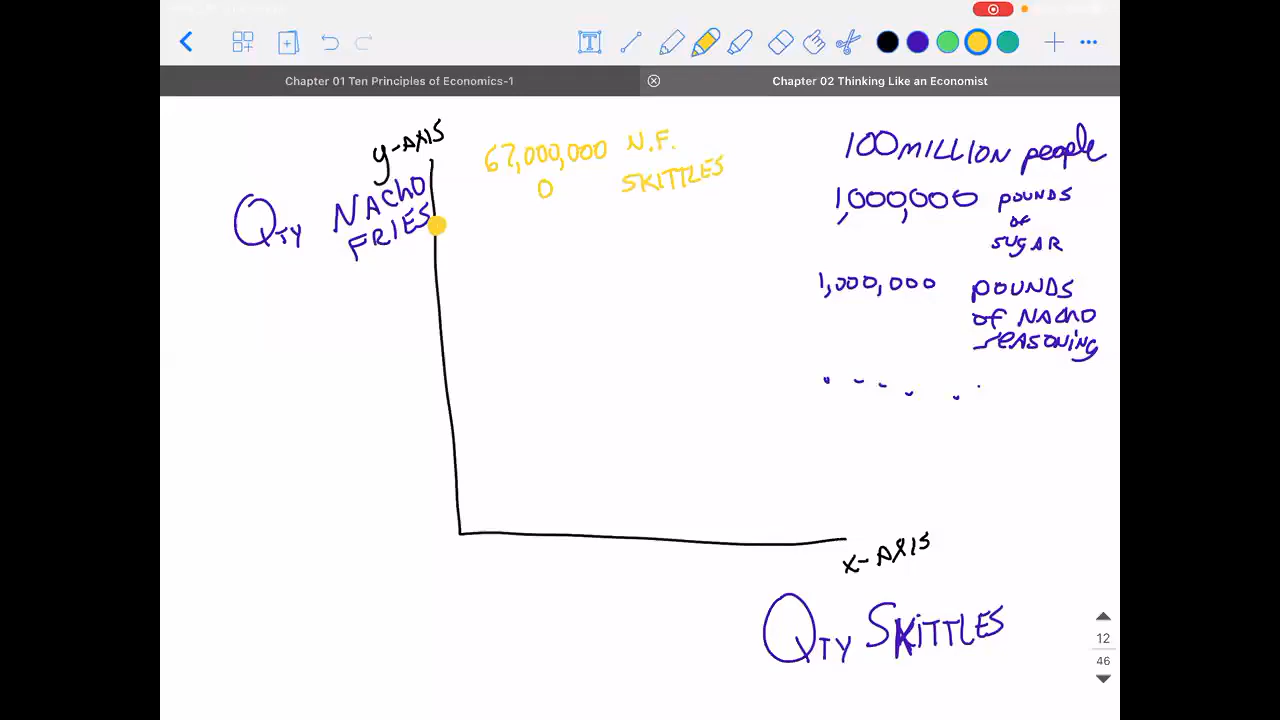 Chapter 01 Ten Principles of Economics-1
Chapter 02 Thinking Like an Economist
y-AXIS
QTY NACHO
FRIES
67,000,000 N.F.
0 SKITTLES
100 MILLION people
1,000,000 POUNDS
OF
SUGAR
1,000,000 POUNDS
OF NACHO
SEASONING
x-AXIS
QTY SKITTLES
12
46